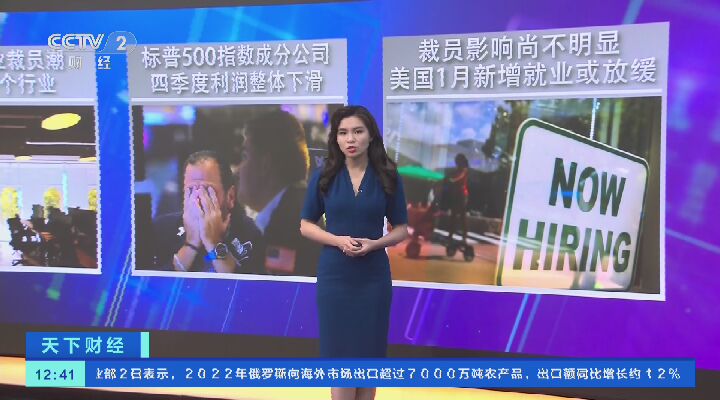 CCTV 2
财经
裁员潮
个行业
标普500指数成分公司
四季度利润整体下滑
裁员影响尚不明显
美国1月新增就业或放缓
NOW
HIRING
天下财经
12:41
业部2日表示，2022年俄罗斯向海外市场出口超过7000万吨农产品，出口额同比增长约12%